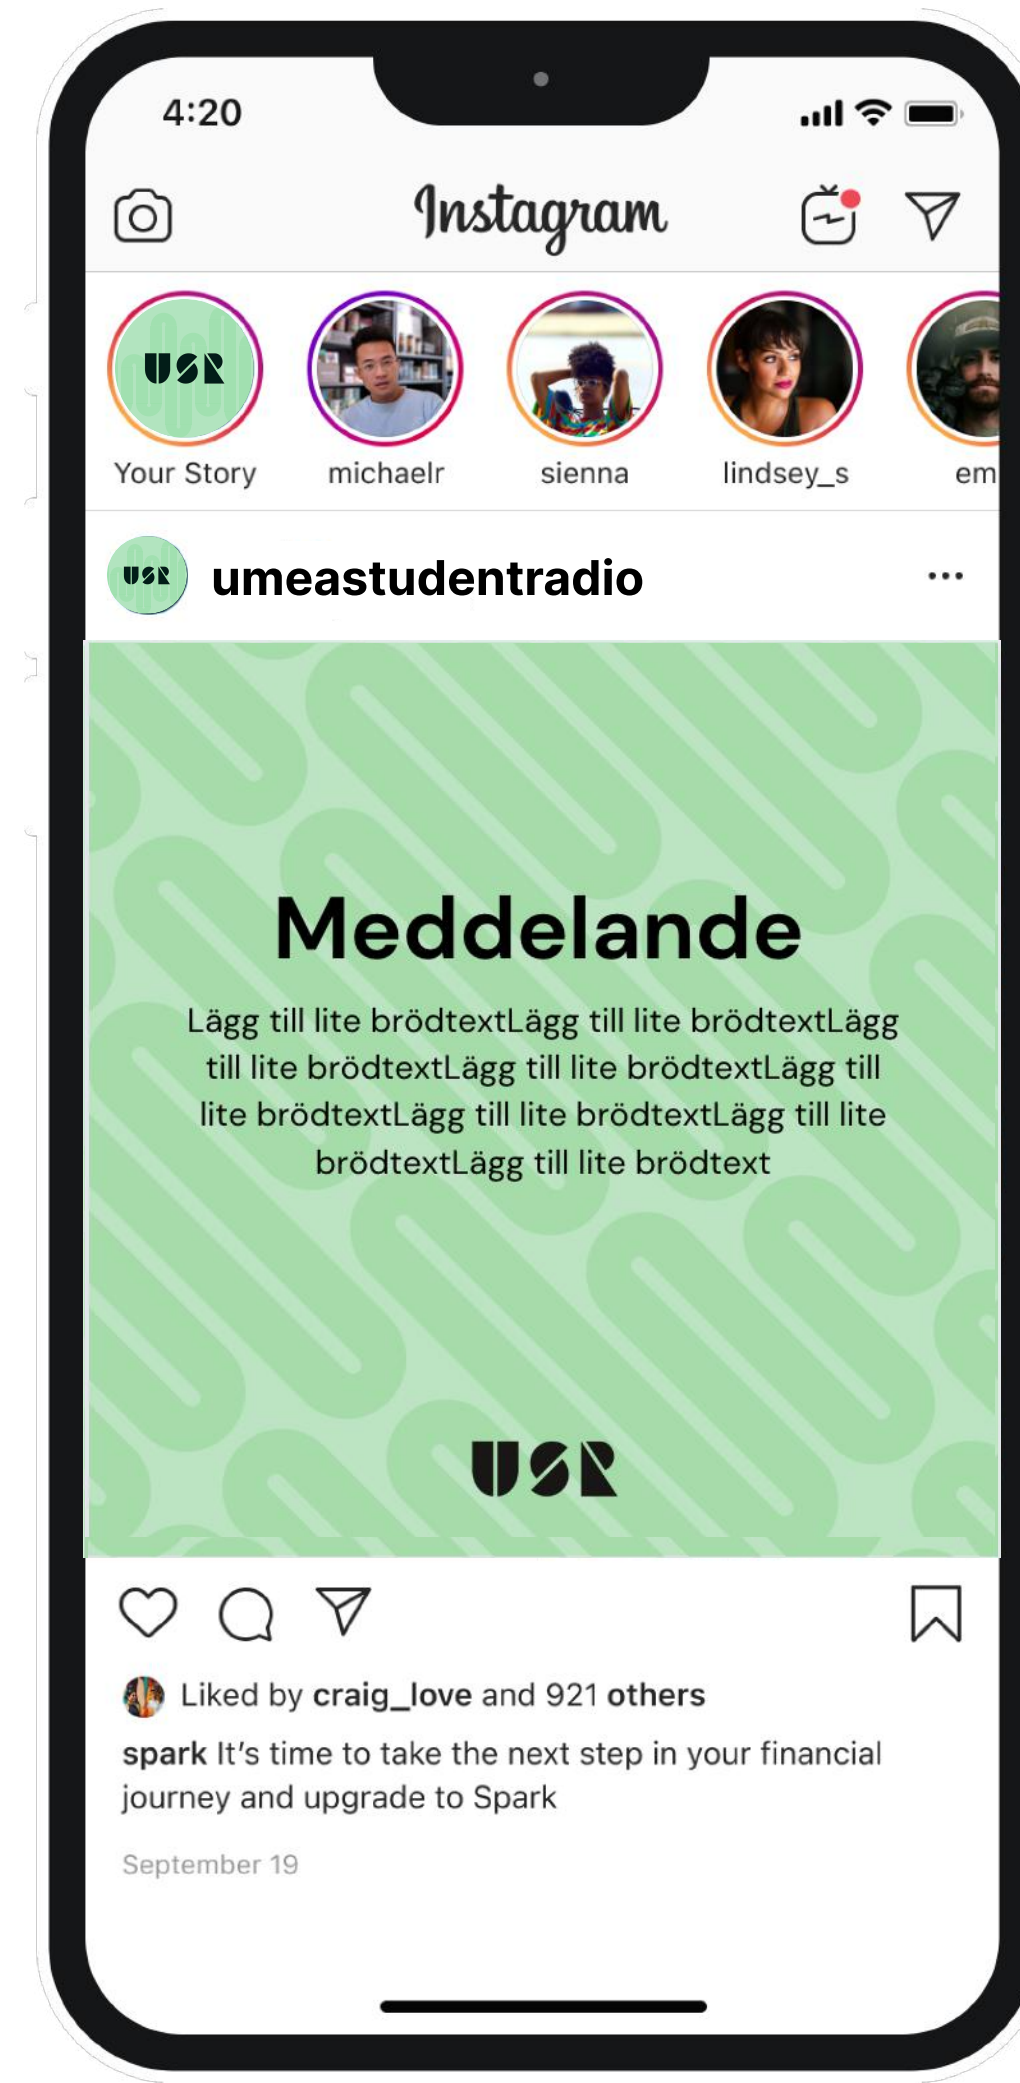 4:20
Instagram
USR
Your Story
michaelr
sienna
lindsey_s
em
USR
umeastudentradio
Meddelande
Lägg till lite brödtextLägg till lite brödtextLägg
till lite brödtextLägg till lite brödtextLägg till
lite brödtextLägg till lite brödtextLägg till lite
brödtextLägg till lite brödtext
USR
Liked by craig_love and 921 others
spark It’s time to take the next step in your financial
journey and upgrade to Spark
September 19